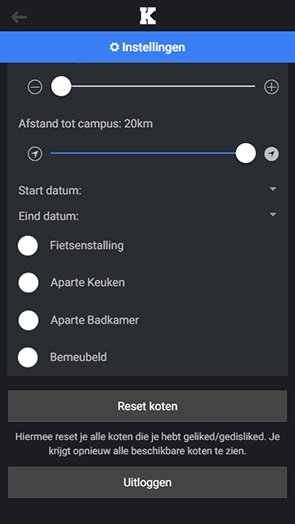 K
Instellingen
Afstand tot campus: 20km
Start datum:
Eind datum:
Fietsenstalling
Aparte Keuken
Aparte Badkamer
Bemeubeld
Reset koten
Hiermee reset je alle koten die je hebt geliked/gedisliked. Je
krijgt opnieuw alle beschikbare koten te zien.
Uitloggen